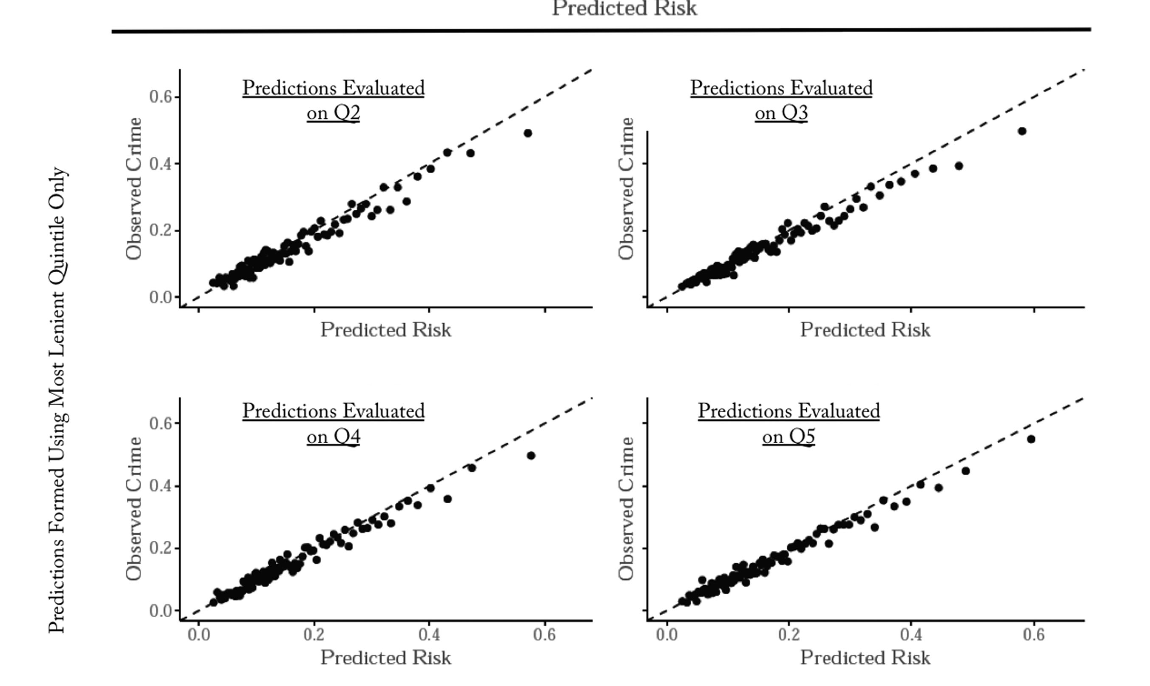 Predicted Risk
Predictions Formed Using Most Lenient Quintile Only
Predictions Evaluated
on Q2
Observed Crime
0.6
0.4
0.2
0.0
Predicted Risk
Predictions Evaluated
on Q3
Observed Crime
Predicted Risk
Predictions Evaluated
on Q4
Observed Crime
0.6
0.4
0.2
0.0
0.0 0.2 0.4 0.6
Predicted Risk
Predictions Evaluated
on Q5
Observed Crime
0.0 0.2 0.4 0.6
Predicted Risk